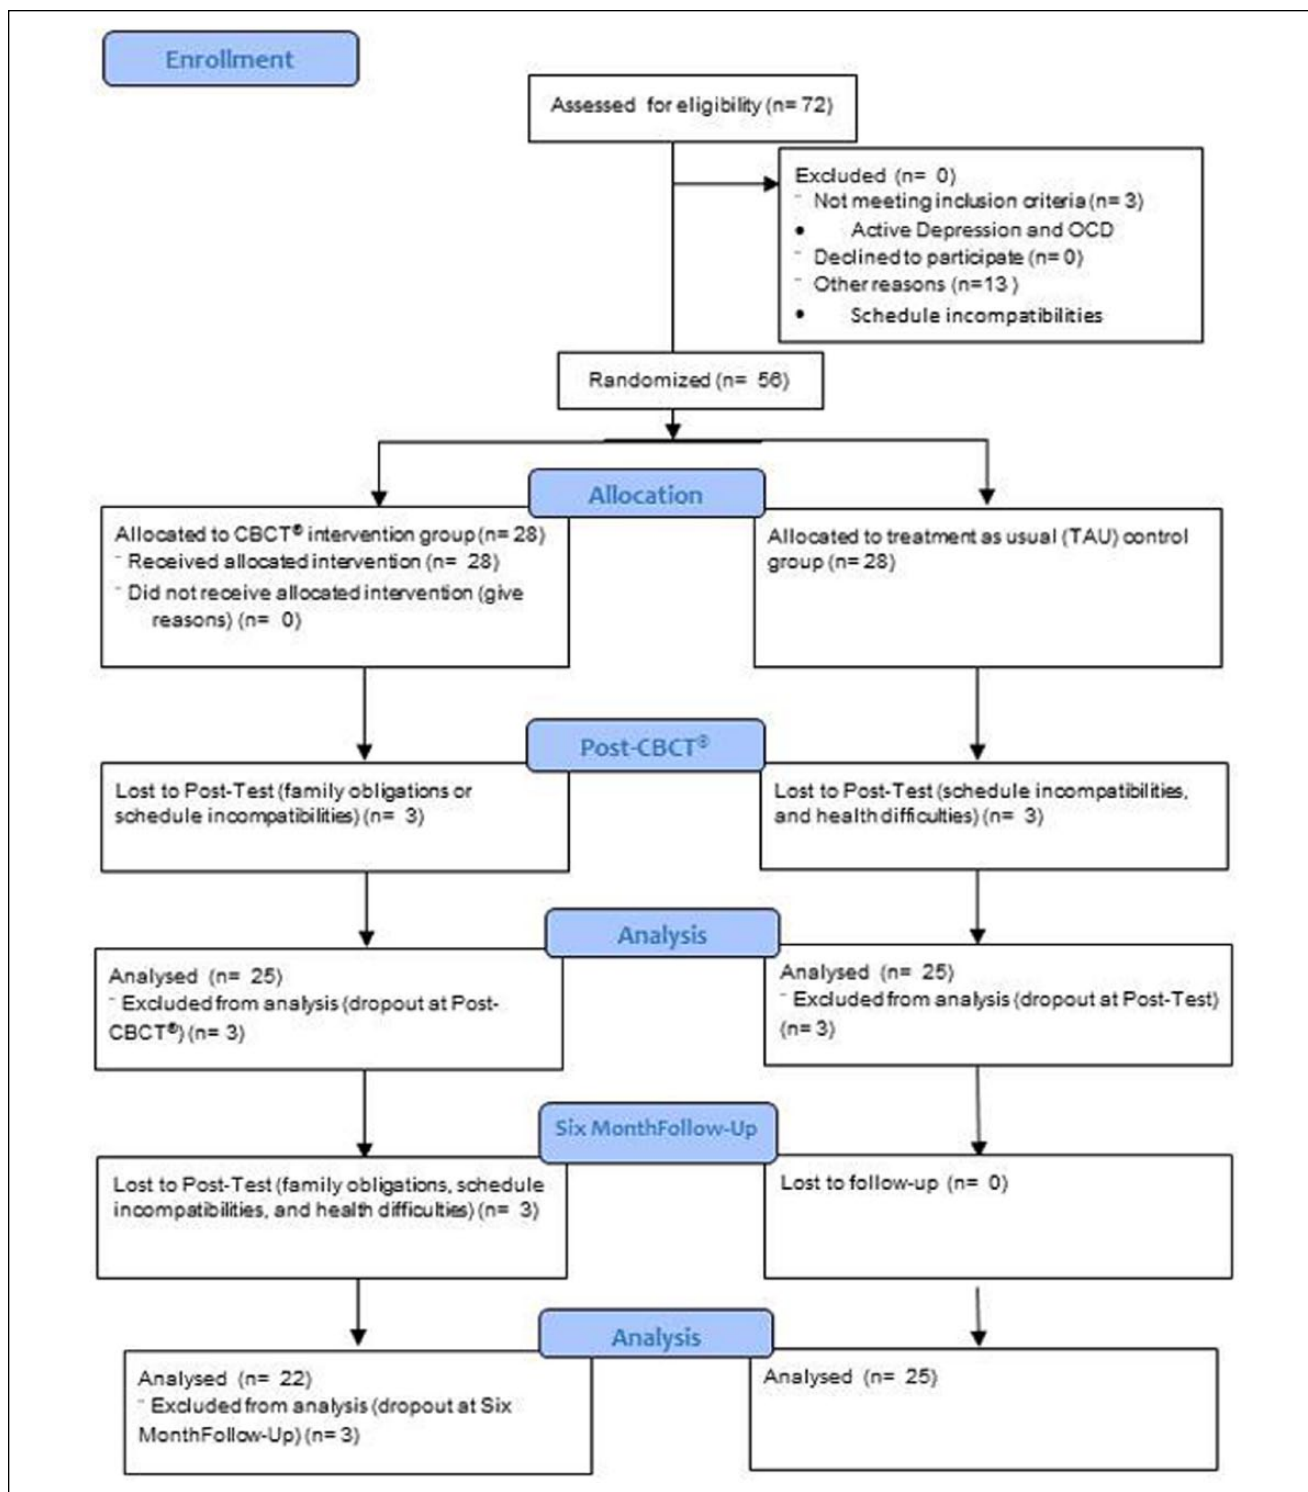 Enrollment
Assessed for eligibility (n= 72)
Excluded (n= 0)
¨ Not meeting inclusion criteria (n= 3)
• Active Depression and OCD
¨ Declined to participate (n= 0)
¨ Other reasons (n=13 )
• Schedule incompatibilities
Randomized (n= 56)
Allocation
Allocated to CBCT® intervention group (n= 28)
¨ Received allocated intervention (n= 28)
¨ Did not receive allocated intervention (give
reasons) (n= 0)
Allocated to treatment as usual (TAU) control
group (n= 28)
Post-CBCT®
Lost to Post-Test (family obligations or
schedule incompatibilities) (n= 3)
Lost to Post-Test (schedule incompatibilities,
and health difficulties) (n= 3)
Analysis
Analysed (n= 25)
¨ Excluded from analysis (dropout at Post-
CBCT®) (n= 3)
Analysed (n= 25)
¨ Excluded from analysis (dropout at Post-Test)
(n= 3)
Six MonthFollow-Up
Lost to Post-Test (family obligations, schedule
incompatibilities, and health difficulties) (n= 3)
Lost to follow-up (n= 0)
Analysis
Analysed (n= 22)
¨ Excluded from analysis (dropout at Six
MonthFollow-Up) (n= 3)
Analysed (n= 25)